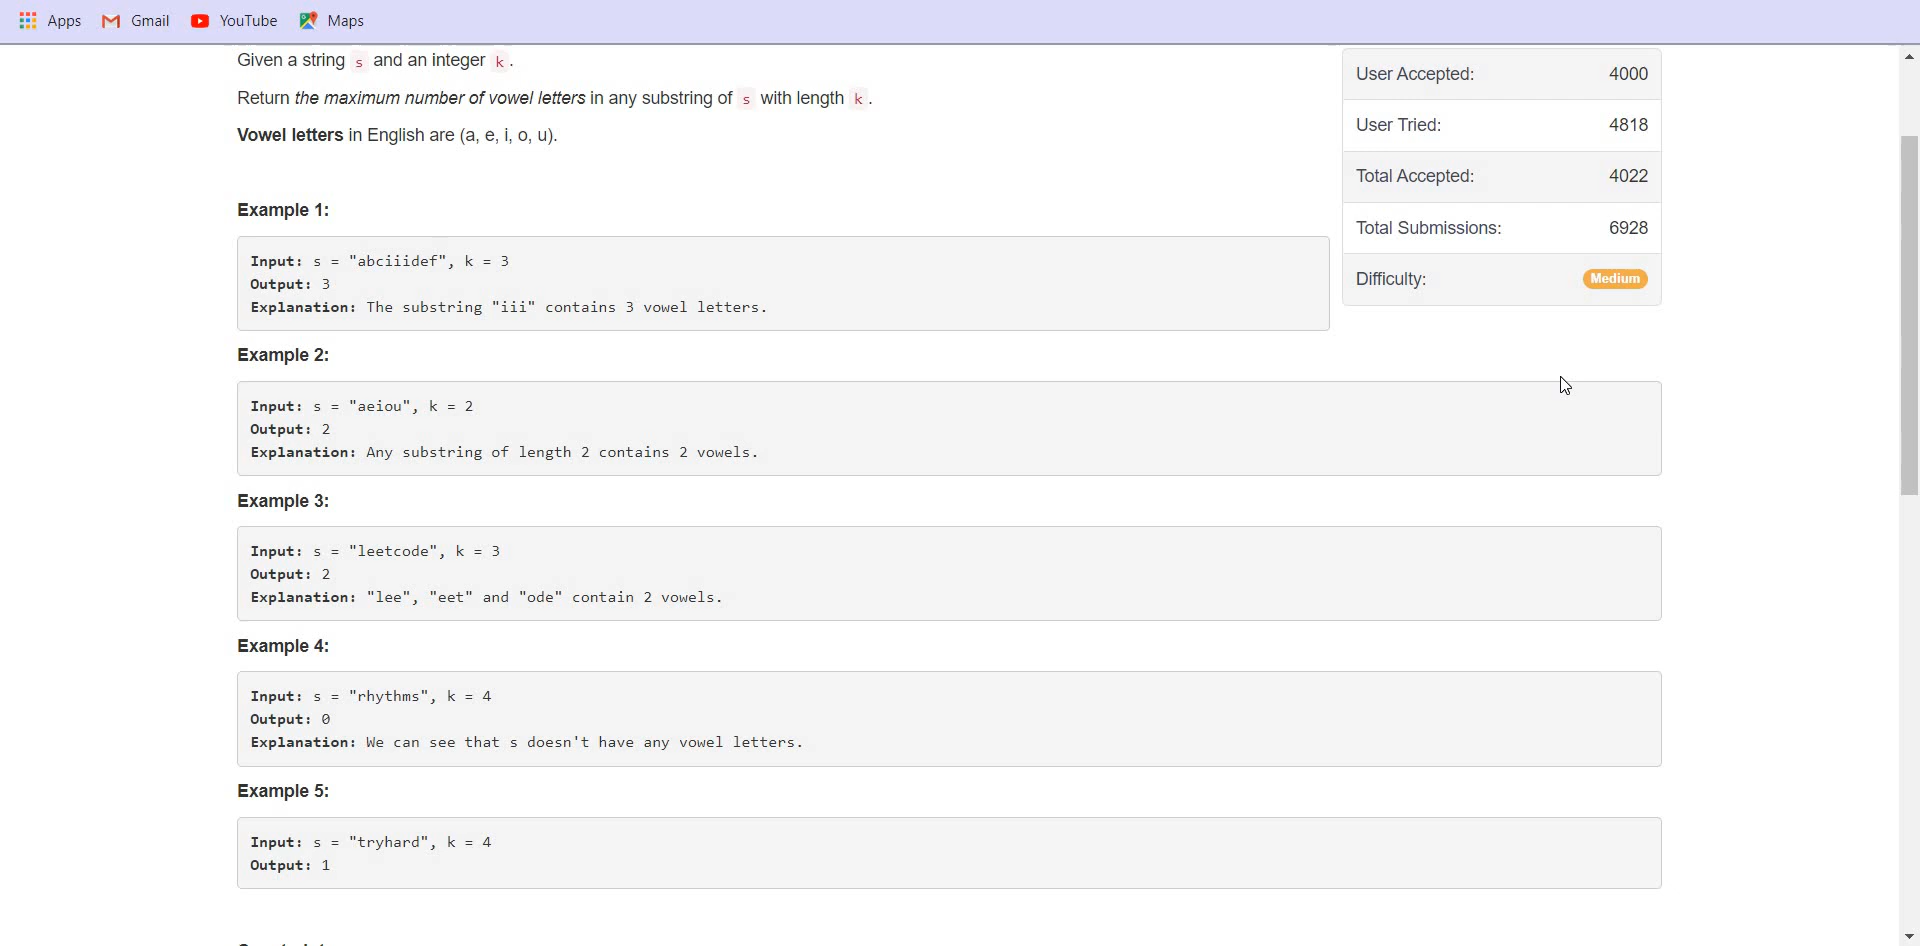 Apps Gmail YouTube Maps
Given a string s and an integer k.
Return the maximum number of vowel letters in any substring of s with length k.
Vowel letters in English are (a, e, i, o, u).
User Accepted: 4000
User Tried: 4818
Total Accepted: 4022
Total Submissions: 6928
Difficulty: Medium
Example 1:
Input: s = "abciiidef", k = 3
Output: 3
Explanation: The substring "iii" contains 3 vowel letters.
Example 2:
Input: s = "aeiou", k = 2
Output: 2
Explanation: Any substring of length 2 contains 2 vowels.
Example 3:
Input: s = "leetcode", k = 3
Output: 2
Explanation: "lee", "eet" and "ode" contain 2 vowels.
Example 4:
Input: s = "rhythms", k = 4
Output: 0
Explanation: We can see that s doesn't have any vowel letters.
Example 5:
Input: s = "tryhard", k = 4
Output: 1